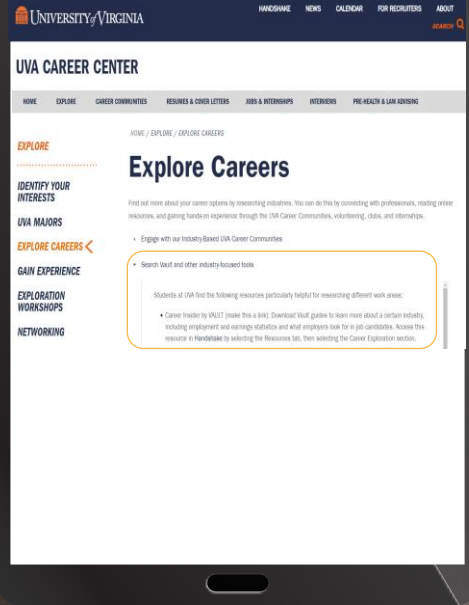 HANDSHAKE NEWS CALENDAR FOR RECRUITERS ABOUT
UNIVERSITY of VIRGINIA
SEARCH
UVA CAREER CENTER
HOME EXPLORE CAREER COMMUNITIES RESUMES & COVER LETTERS JOBS & INTERNSHIPS INTERVIEWS PRE-HEALTH & LAW ADVISING
EXPLORE
IDENTIFY YOUR
INTERESTS
UVA MAJORS
EXPLORE CAREERS
GAIN EXPERIENCE
EXPLORATION
WORKSHOPS
NETWORKING
HOME / EXPLORE / EXPLORE CAREERS
Explore Careers
Find out more about your career options by researching industries. You can do this by connecting with professionals, reading online
resources, and gaining hands-on experience through the UVA Career Communities, volunteering, clubs, and internships.
Engage with our Industry-Based UVA Career Communities
Search Vault and other industry-focused tools
Students at UVA find the following resources particularly helpful for researching different work areas:
• Career Insider by VAULT (make this a link): Download Vault guides to learn more about a certain industry,
including employment and earnings statistics and what employers look for in job candidates. Access this
resource in Handshake by selecting the Resources tab, then selecting the Career Exploration section.